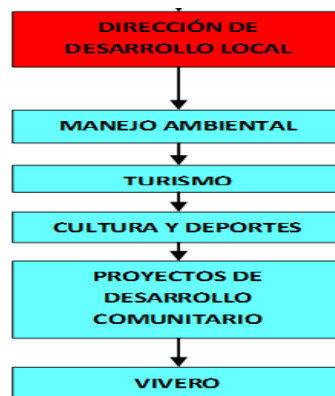 DIRECCIÓN DE
DESARROLLO LOCAL
MANEJO AMBIENTAL
TURISMO
CULTURA Y DEPORTES
PROYECTOS DE
DESARROLLO
COMUNITARIO
VIVERO